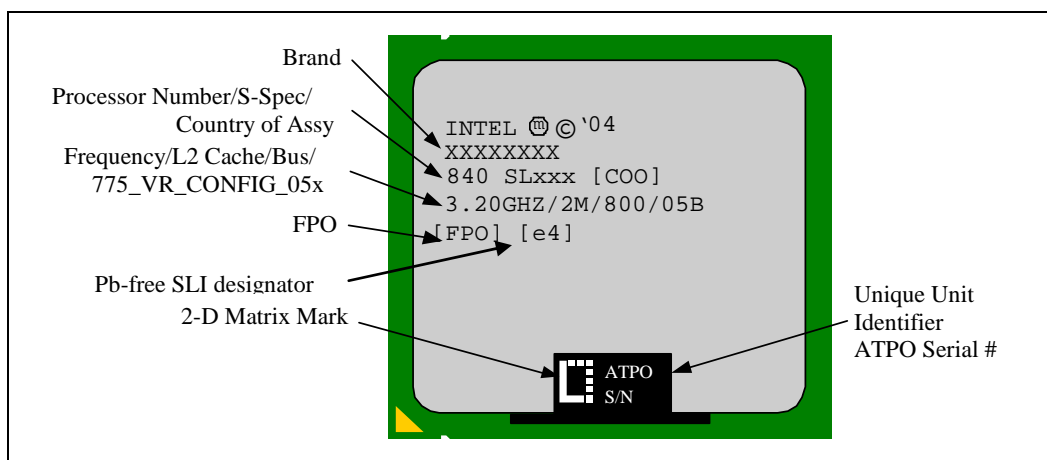 Brand
Processor Number/S-Spec/
Country of Assy
Frequency/L2 Cache/Bus/
775_VR_CONFIG_05x
FPO
Pb-free SLI designator
2-D Matrix Mark
INTEL ⓜ © ‘04
XXXXXXXX
840 SLxxx [COO]
3.20GHZ/2M/800/05B
[FPO] [e4]
ATPO
S/N
Unique Unit
Identifier
ATPO Serial #